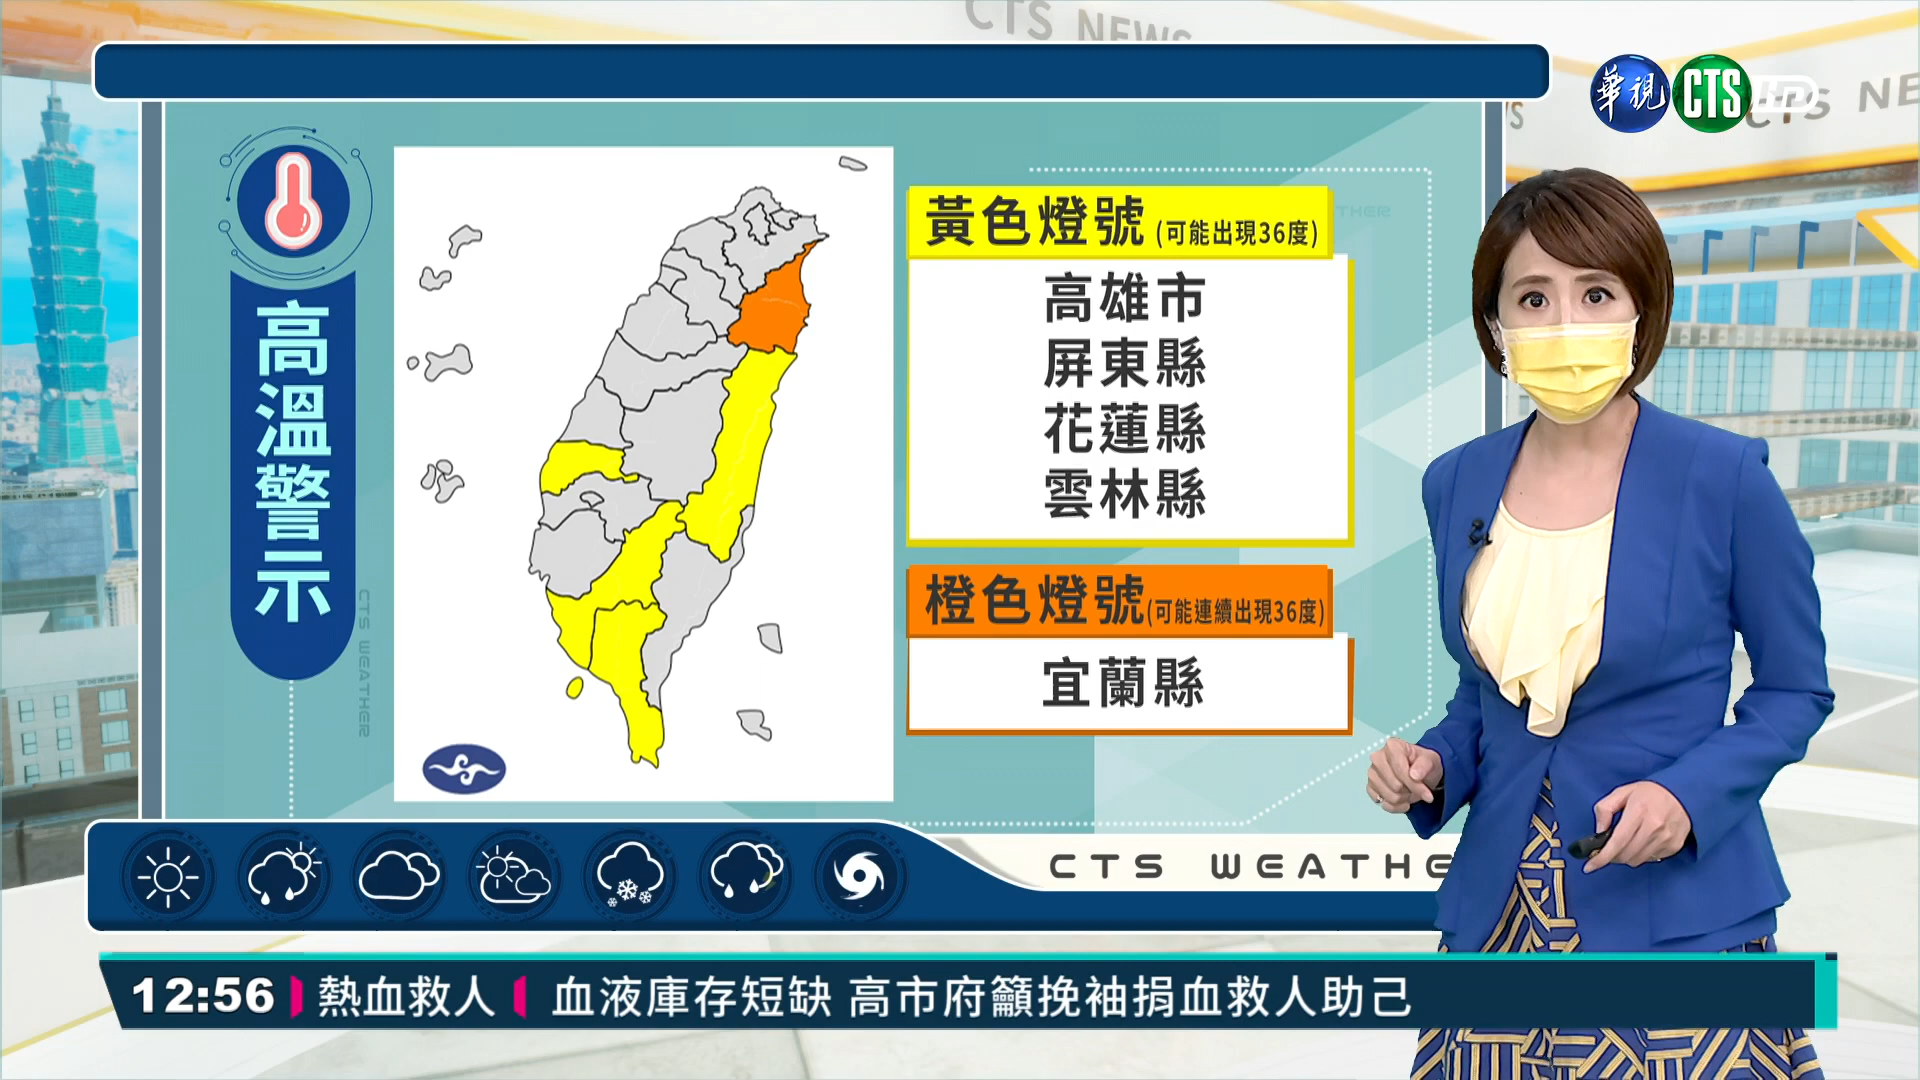 CTS NEWS
華視 CTS HD
CTS NE
高溫警示
黃色燈號 (可能出現36度)
高雄市
屏東縣
花蓮縣
雲林縣
橙色燈號(可能連續出現36度)
宜蘭縣
CTS WEATHER
CTS WEATHE
12:56 熱血救人 血液庫存短缺 高市府籲挽袖捐血救人助己